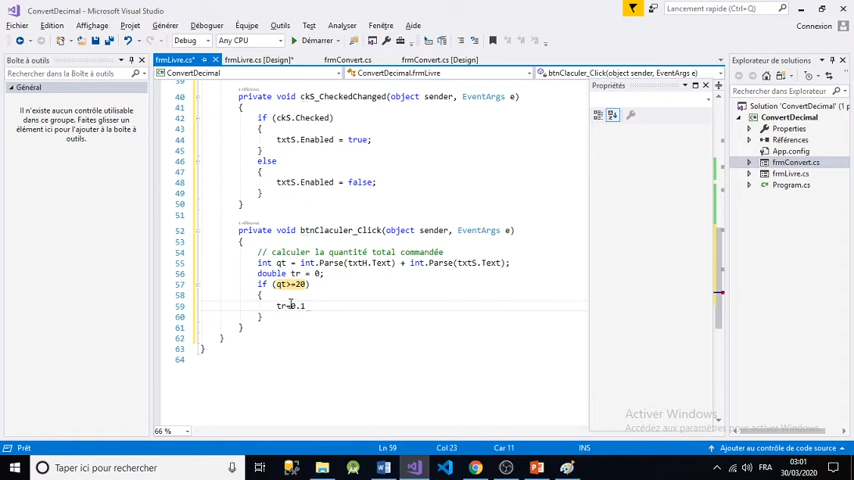 ConvertDecimal - Microsoft Visual Studio
Lancement rapide (Ctrl+Q)
Fichier Edition Affichage Projet Générer Déboguer Équipe Outils Test Analyser Fenêtre Aide
Connexion
Debug Any CPU Démarrer
Boîte à outils
frmLivre.cs* frmLivre.cs [Design]* frmConvert.cs frmConvert.cs [Design]
Explorateur de solutions
Rechercher dans la boîte à outils
ConvertDecimal ConvertDecimal.frmLivre btnClaculer_Click(object sender, EventArgs e)
Général
Il n'existe aucun contrôle utilisable
dans ce groupe. Faites glisser un
élément ici pour l'ajouter à la boîte à
outils.
Propriétés
Rechercher dans l'Explorateur de so
Solution 'ConvertDecimal' (1 p
ConvertDecimal
Properties
Références
App.config
frmConvert.cs
frmLivre.cs
Program.cs
40 private void ckS_CheckedChanged(object sender, EventArgs e)
41 {
42 if (ckS.Checked)
43 {
44 txtS.Enabled = true;
45 }
46 else
47 {
48 txtS.Enabled = false;
49 }
50 }
51
52 private void btnClaculer_Click(object sender, EventArgs e)
53 {
54 // calculer la quantité total commandée
55 int qt = int.Parse(txtH.Text) + int.Parse(txtS.Text);
56 double tr = 0;
57 if (qt>=20)
58 {
59 tr=0.1
60 }
61 }
62 }
63 }
64
66 %
Activer Windows
Accédez aux paramètres pour activer Windows.
Prêt Ln 59 Col 23 Car 11 INS Ajouter au contrôle de code source
Taper ici pour rechercher
FRA
03:01
30/03/2020